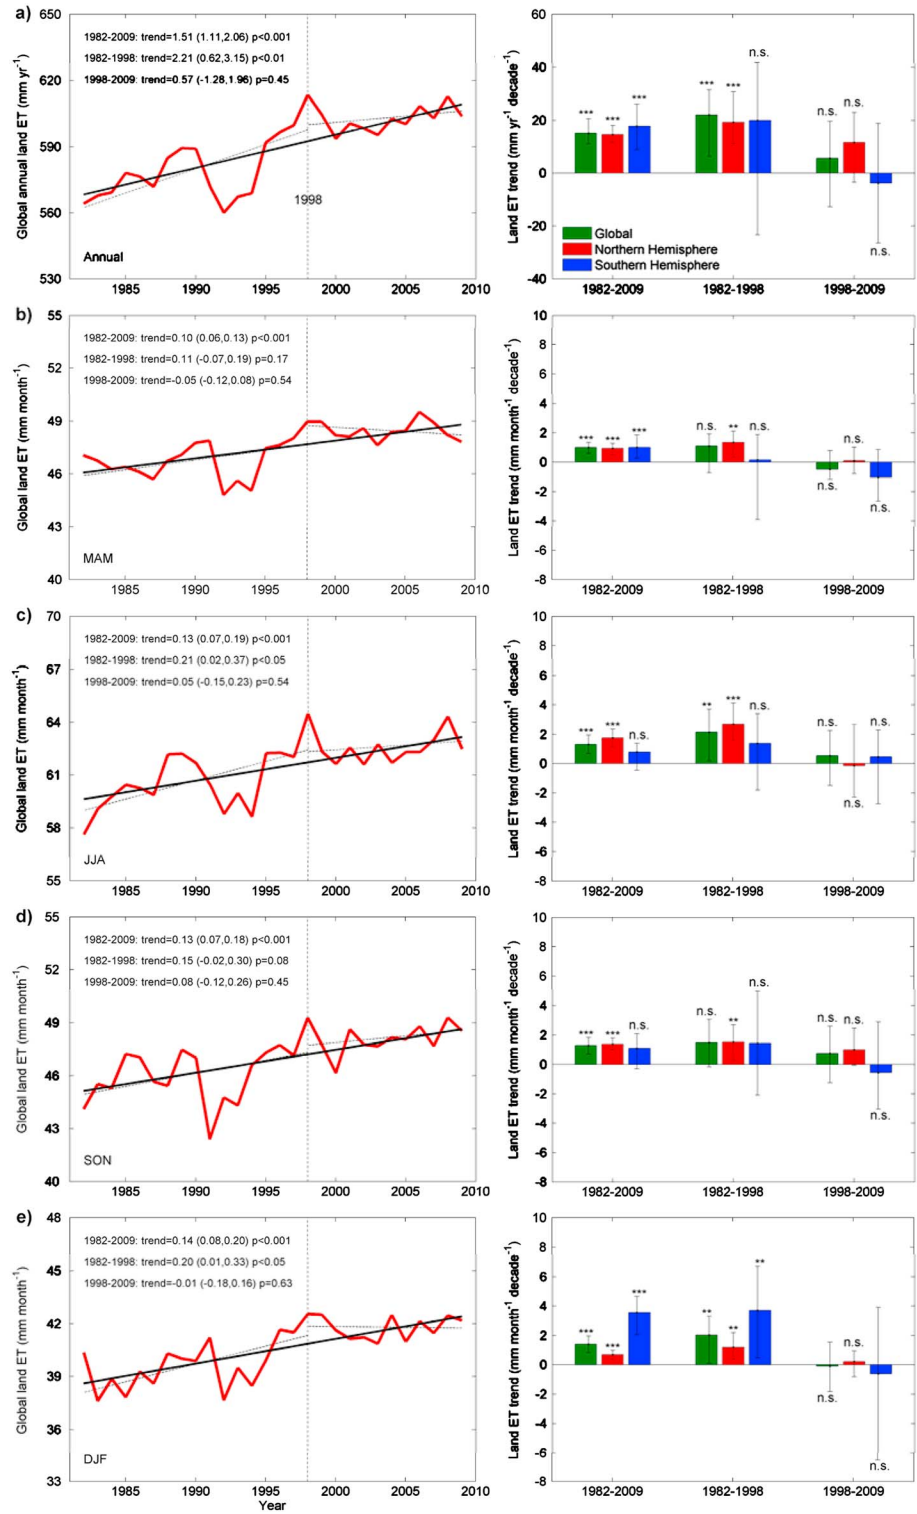 a)
Global annual land ET (mm yr-1)
650
620
590
560
530
1982-2009: trend=1.51 (1.11,2.06) p<0.001
1982-1998: trend=2.21 (0.62,3.15) p<0.01
1998-2009: trend=0.57 (-1.28,1.96) p=0.45
1998
Annual
1985 1990 1995 2000 2005 2010
Land ET trend (mm yr-1 decade-1)
60
40
20
0
-20
-40
*** *** ***
*** *** n.s.
n.s. n.s. n.s.
Global
Northern Hemisphere
Southern Hemisphere
1982-2009 1982-1998 1998-2009
b)
Global land ET (mm month-1)
55
52
49
46
43
40
1982-2009: trend=0.10 (0.06,0.13) p<0.001
1982-1998: trend=0.11 (-0.07,0.19) p=0.17
1998-2009: trend=-0.05 (-0.12,0.08) p=0.54
MAM
1985 1990 1995 2000 2005 2010
Land ET trend (mm month-1 decade-1)
10
8
6
4
2
0
-2
-4
-6
-8
*** *** ***
n.s. ** n.s.
n.s. n.s. n.s.
1982-2009 1982-1998 1998-2009
c)
Global land ET (mm month-1)
70
67
64
61
58
55
1982-2009: trend=0.13 (0.07,0.19) p<0.001
1982-1998: trend=0.21 (0.02,0.37) p<0.05
1998-2009: trend=0.05 (-0.15,0.23) p=0.54
JJA
1985 1990 1995 2000 2005 2010
Land ET trend (mm month-1 decade-1)
10
8
6
4
2
0
-2
-4
-6
-8
*** *** n.s.
** *** n.s.
n.s. n.s. n.s.
1982-2009 1982-1998 1998-2009
d)
Global land ET (mm month-1)
55
52
49
46
43
40
1982-2009: trend=0.13 (0.07,0.18) p<0.001
1982-1998: trend=0.15 (-0.02,0.30) p=0.08
1998-2009: trend=0.08 (-0.12,0.26) p=0.45
SON
1985 1990 1995 2000 2005 2010
Land ET trend (mm month-1 decade-1)
10
8
6
4
2
0
-2
-4
-6
-8
*** *** n.s.
n.s. ** n.s.
n.s. n.s. n.s.
1982-2009 1982-1998 1998-2009
e)
Global land ET (mm month-1)
48
45
42
39
36
33
1982-2009: trend=0.14 (0.08,0.20) p<0.001
1982-1998: trend=0.20 (0.01,0.33) p<0.05
1998-2009: trend=-0.01 (-0.18,0.16) p=0.63
DJF
1985 1990 1995 2000 2005 2010
Year
Land ET trend (mm month-1 decade-1)
10
8
6
4
2
0
-2
-4
-6
-8
*** *** ***
** ** **
n.s. n.s. n.s.
1982-2009 1982-1998 1998-2009